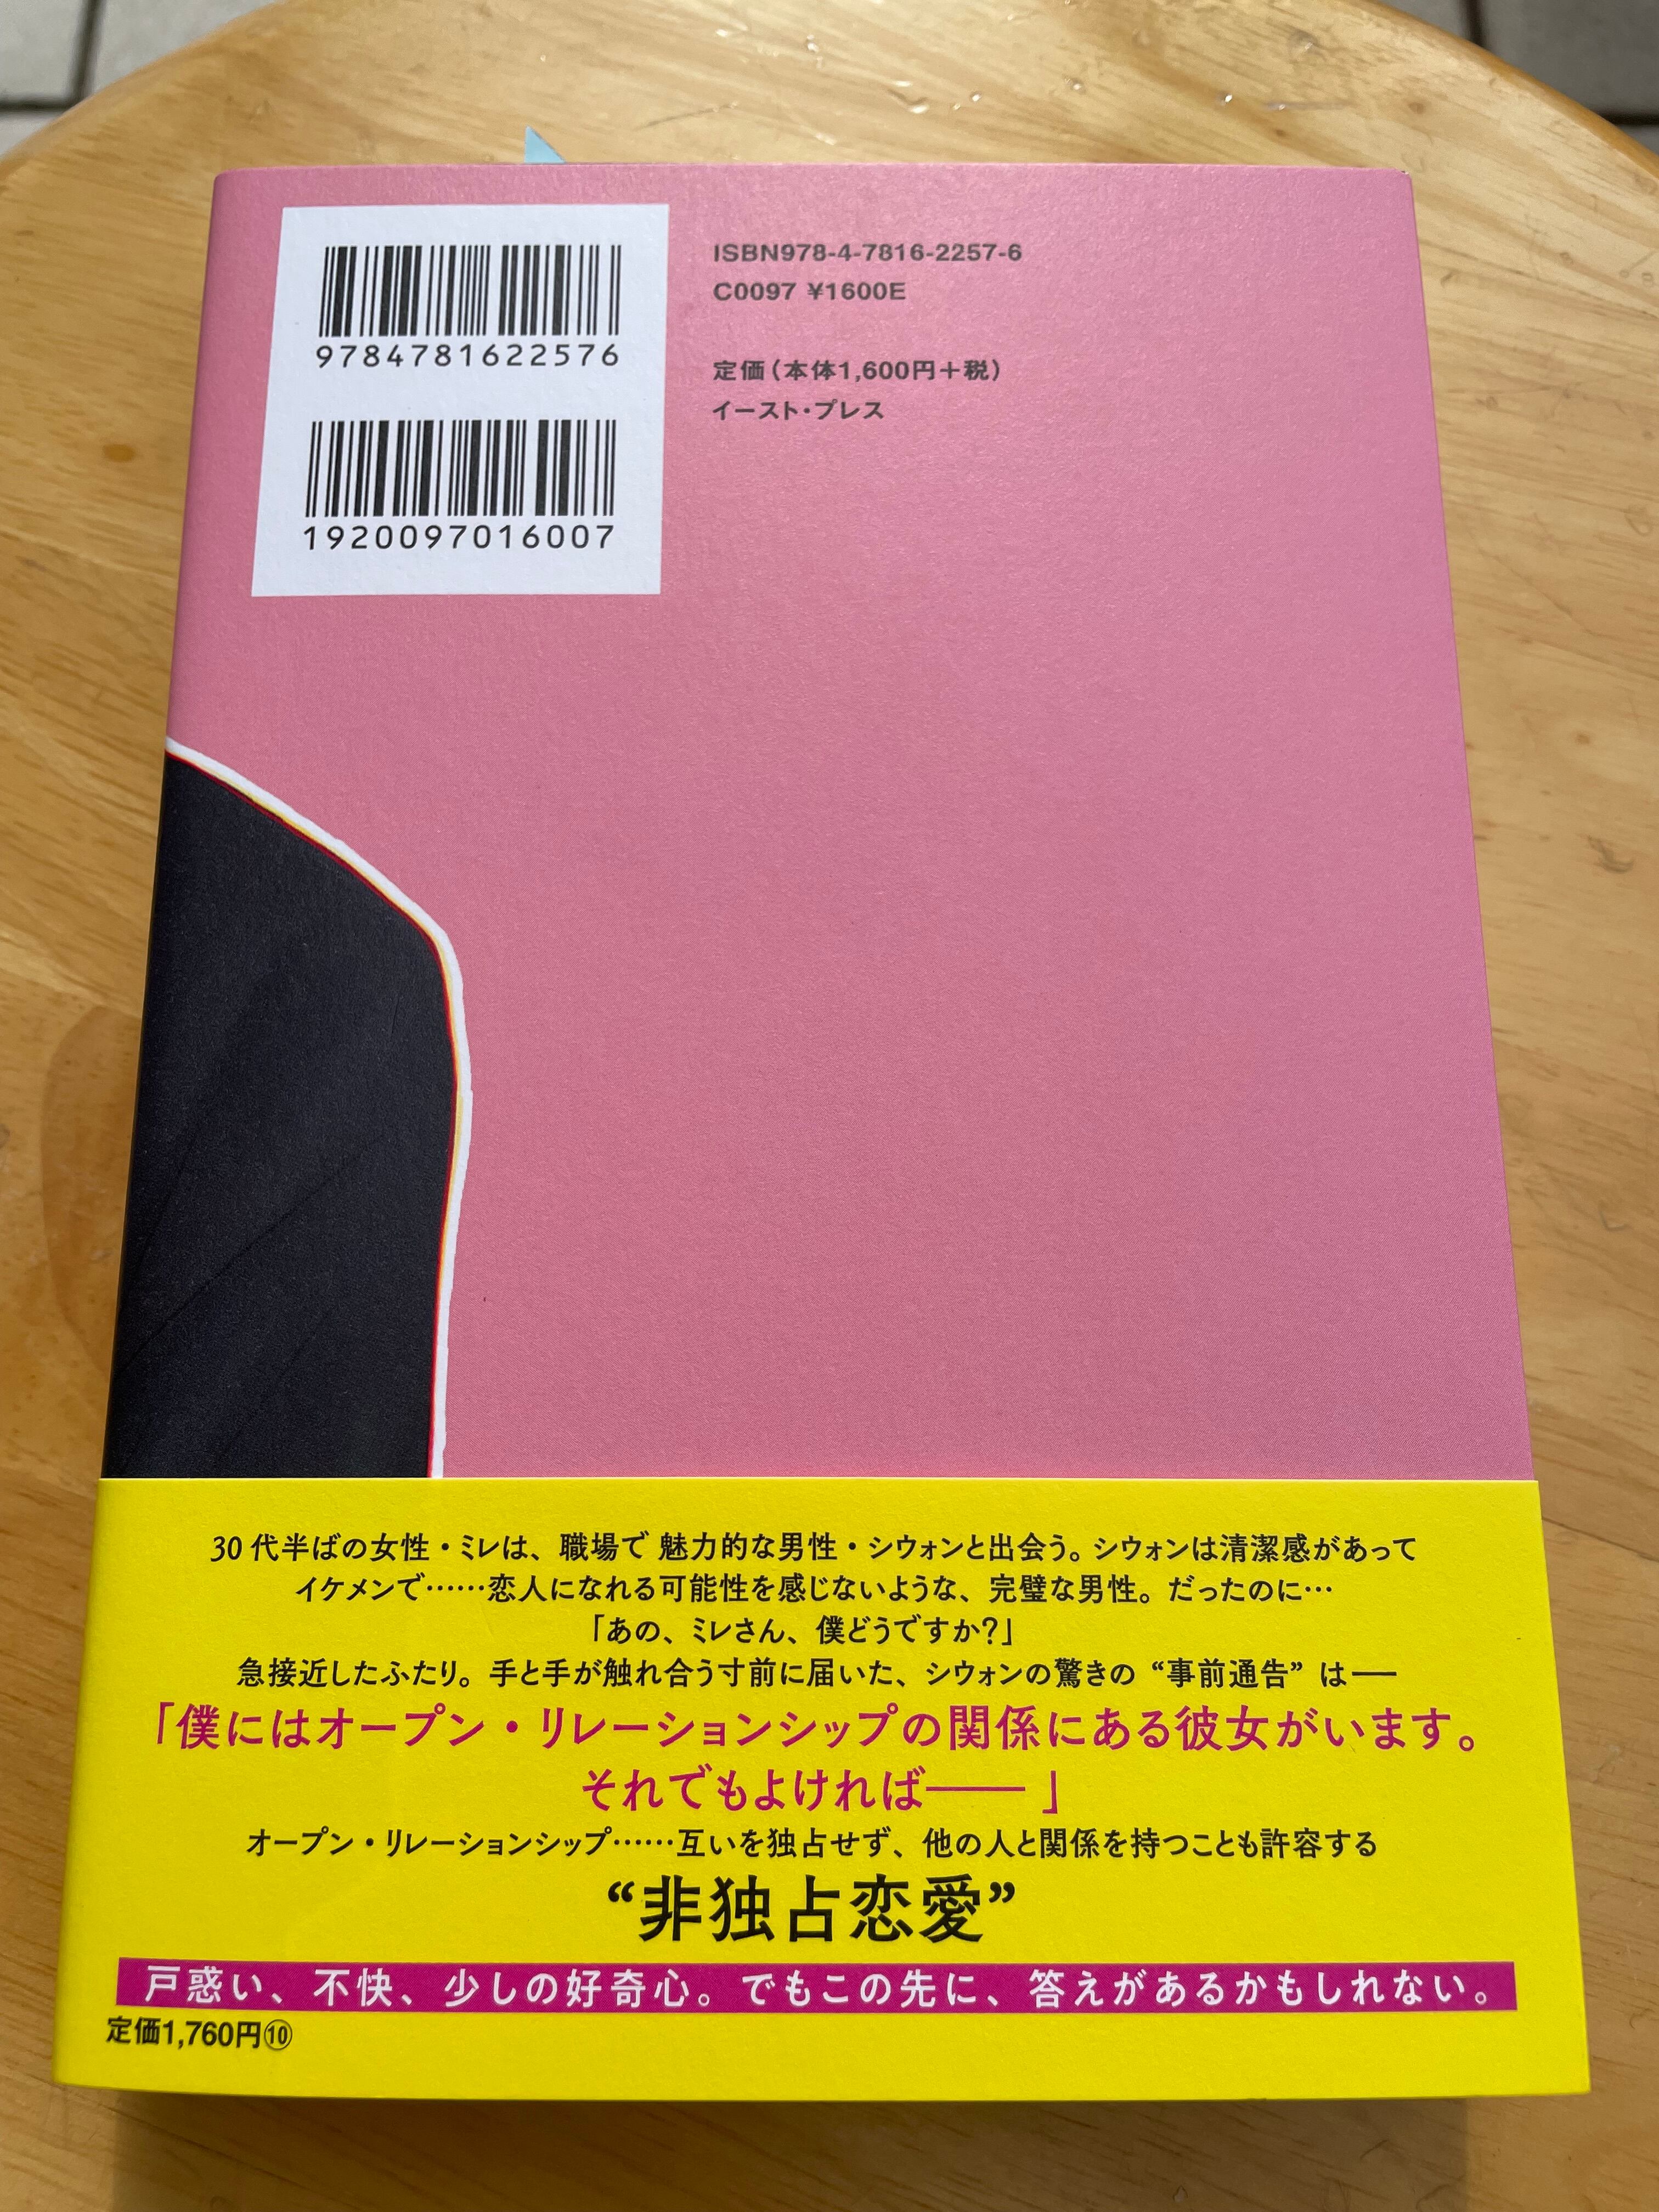 9784781622576
1920097016007
ISBN978-4-7816-2257-6
C0097 ¥1600E
定価（本体1,600円＋税）
イースト・プレス
30代半ばの女性・ミレは、職場で 魅力的な男性・シウォンと出会う。シウォンは清潔感があって
イケメンで……恋人になれる可能性を感じないような、完璧な男性。だったのに…
「あの、ミレさん、僕どうですか？」
急接近したふたり。手と手が触れ合う寸前に届いた、シウォンの驚きの “事前通告” は──
「僕にはオープン・リレーションシップの関係にある彼女がいます。
それでもよければ─── 」
オープン・リレーションシップ……互いを独占せず、他の人と関係を持つことも許容する
“非独占恋愛”
戸惑い、不快、少しの好奇心。でもこの先に、答えがあるかもしれない。
定価1,760円⑩